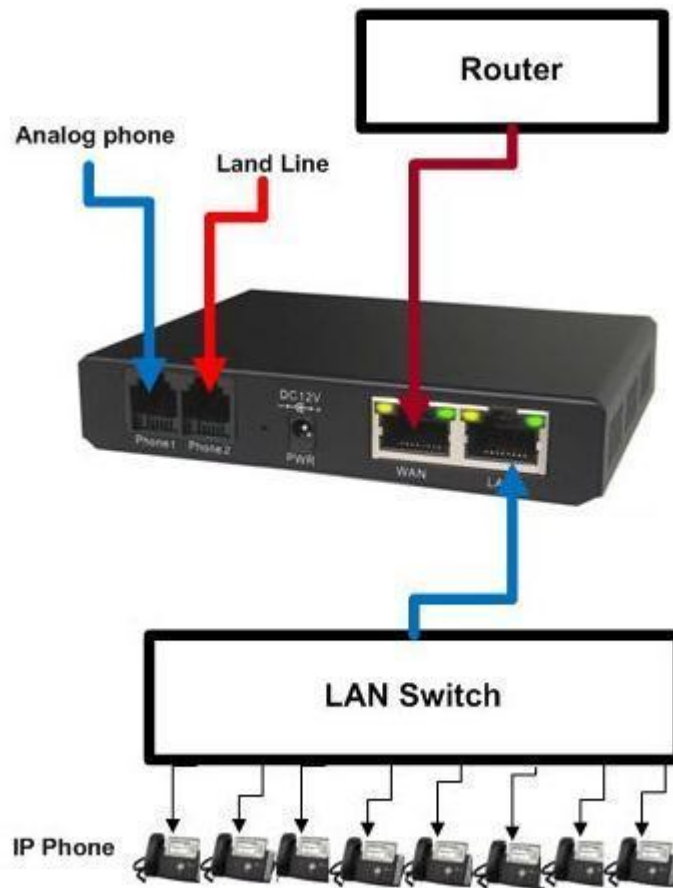 Router
Analog phone
Land Line
DC12V
Phone1
Phone2
PWR
WAN
LAN Switch
IP Phone